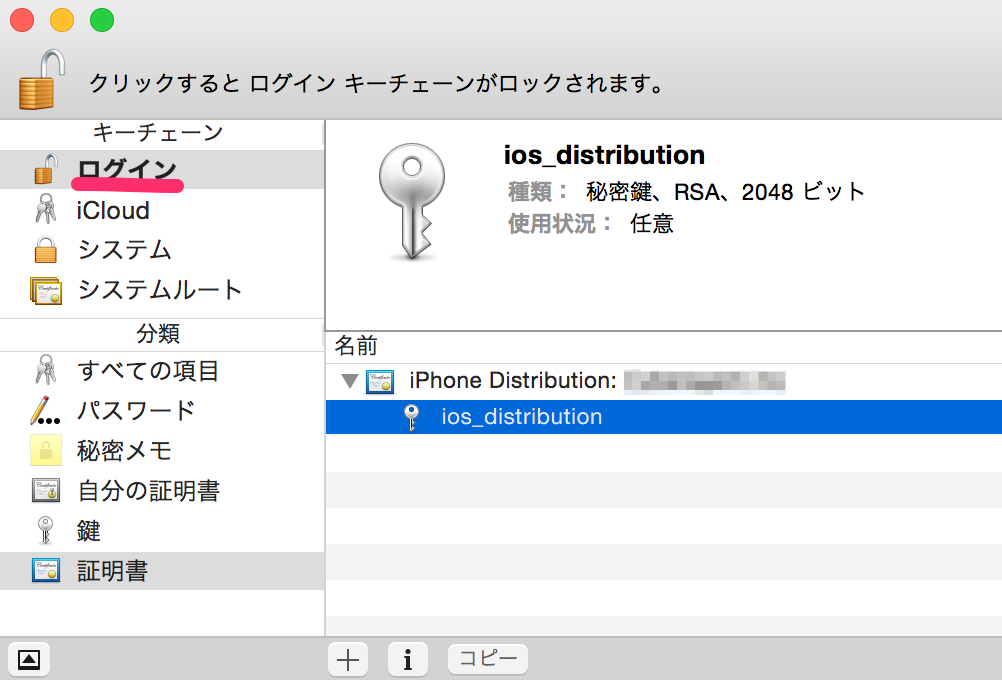 クリックすると ログイン キーチェーンがロックされます。
キーチェーン
ログイン
iCloud
システム
システムルート
分類
すべての項目
パスワード
秘密メモ
自分の証明書
鍵
証明書
ios_distribution
種類： 秘密鍵、RSA、2048 ビット
使用状況： 任意
名前
iPhone Distribution:
ios_distribution
コピー